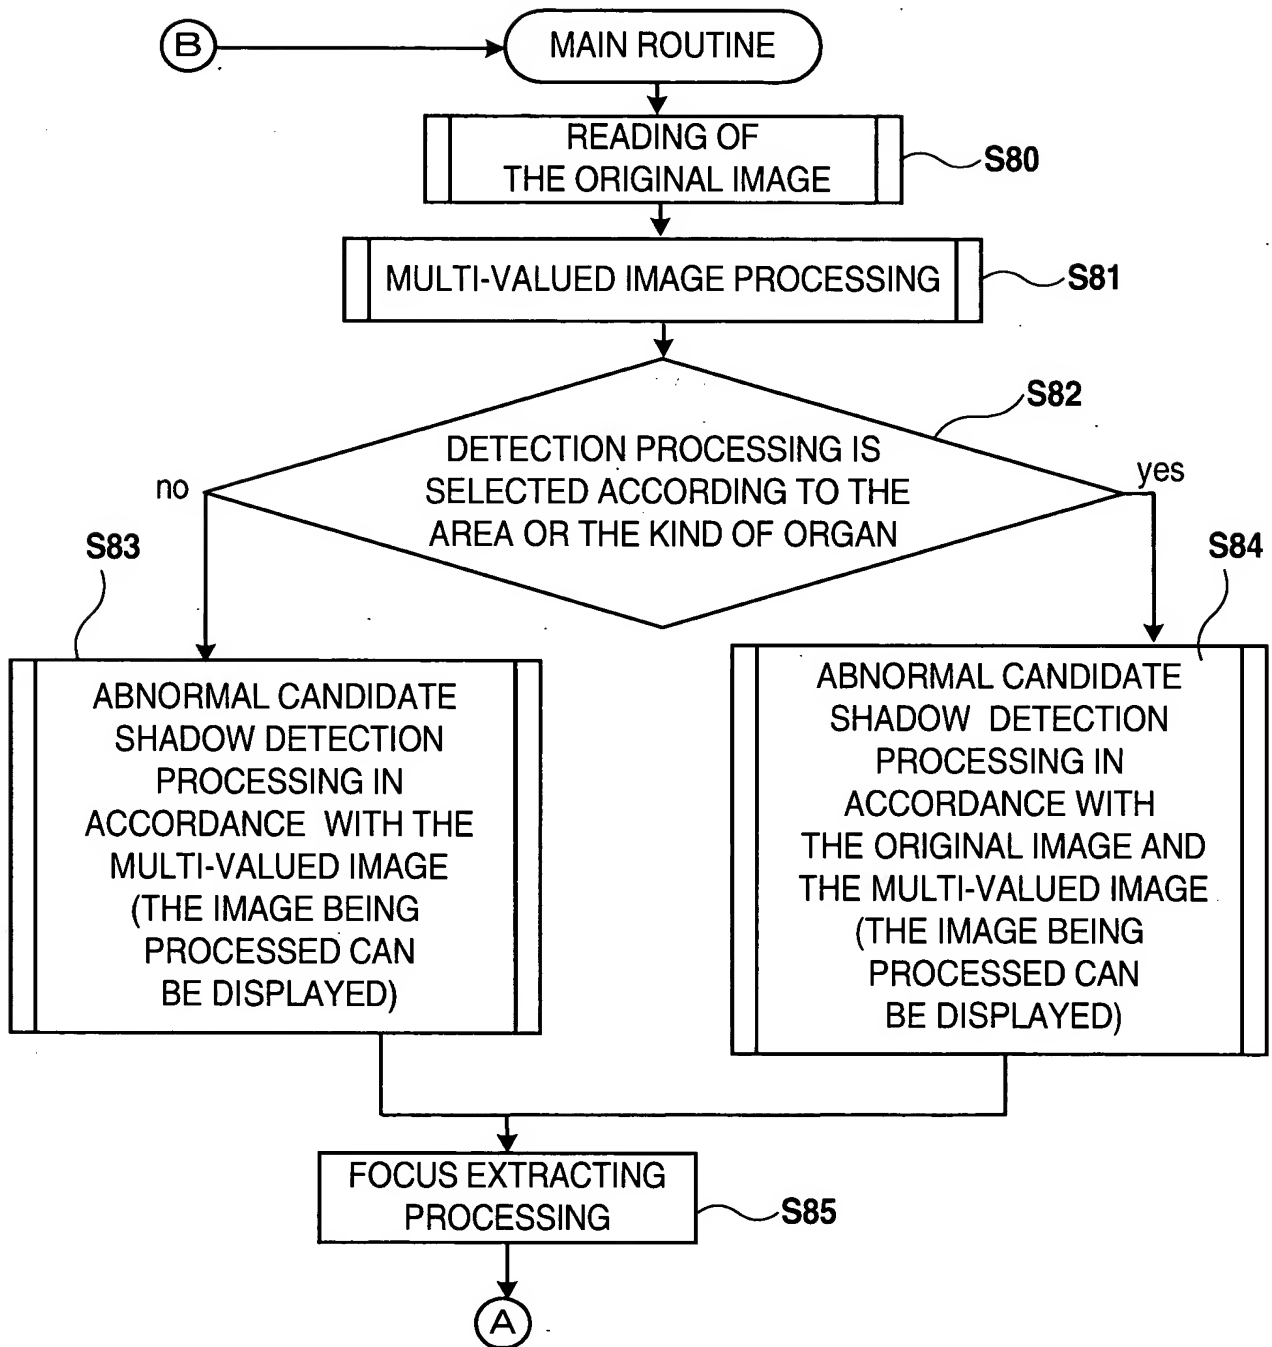 B
MAIN ROUTINE
READING OF
THE ORIGINAL IMAGE
S80
MULTI-VALUED IMAGE PROCESSING
S81
S82
DETECTION PROCESSING IS
SELECTED ACCORDING TO THE
AREA OR THE KIND OF ORGAN
no
yes
S83
ABNORMAL CANDIDATE
SHADOW DETECTION
PROCESSING IN
ACCORDANCE WITH THE
MULTI-VALUED IMAGE
(THE IMAGE BEING
PROCESSED CAN
BE DISPLAYED)
S84
ABNORMAL CANDIDATE
SHADOW DETECTION
PROCESSING IN
ACCORDANCE WITH
THE ORIGINAL IMAGE AND
THE MULTI-VALUED IMAGE
(THE IMAGE BEING
PROCESSED CAN
BE DISPLAYED)
FOCUS EXTRACTING
PROCESSING
S85
A